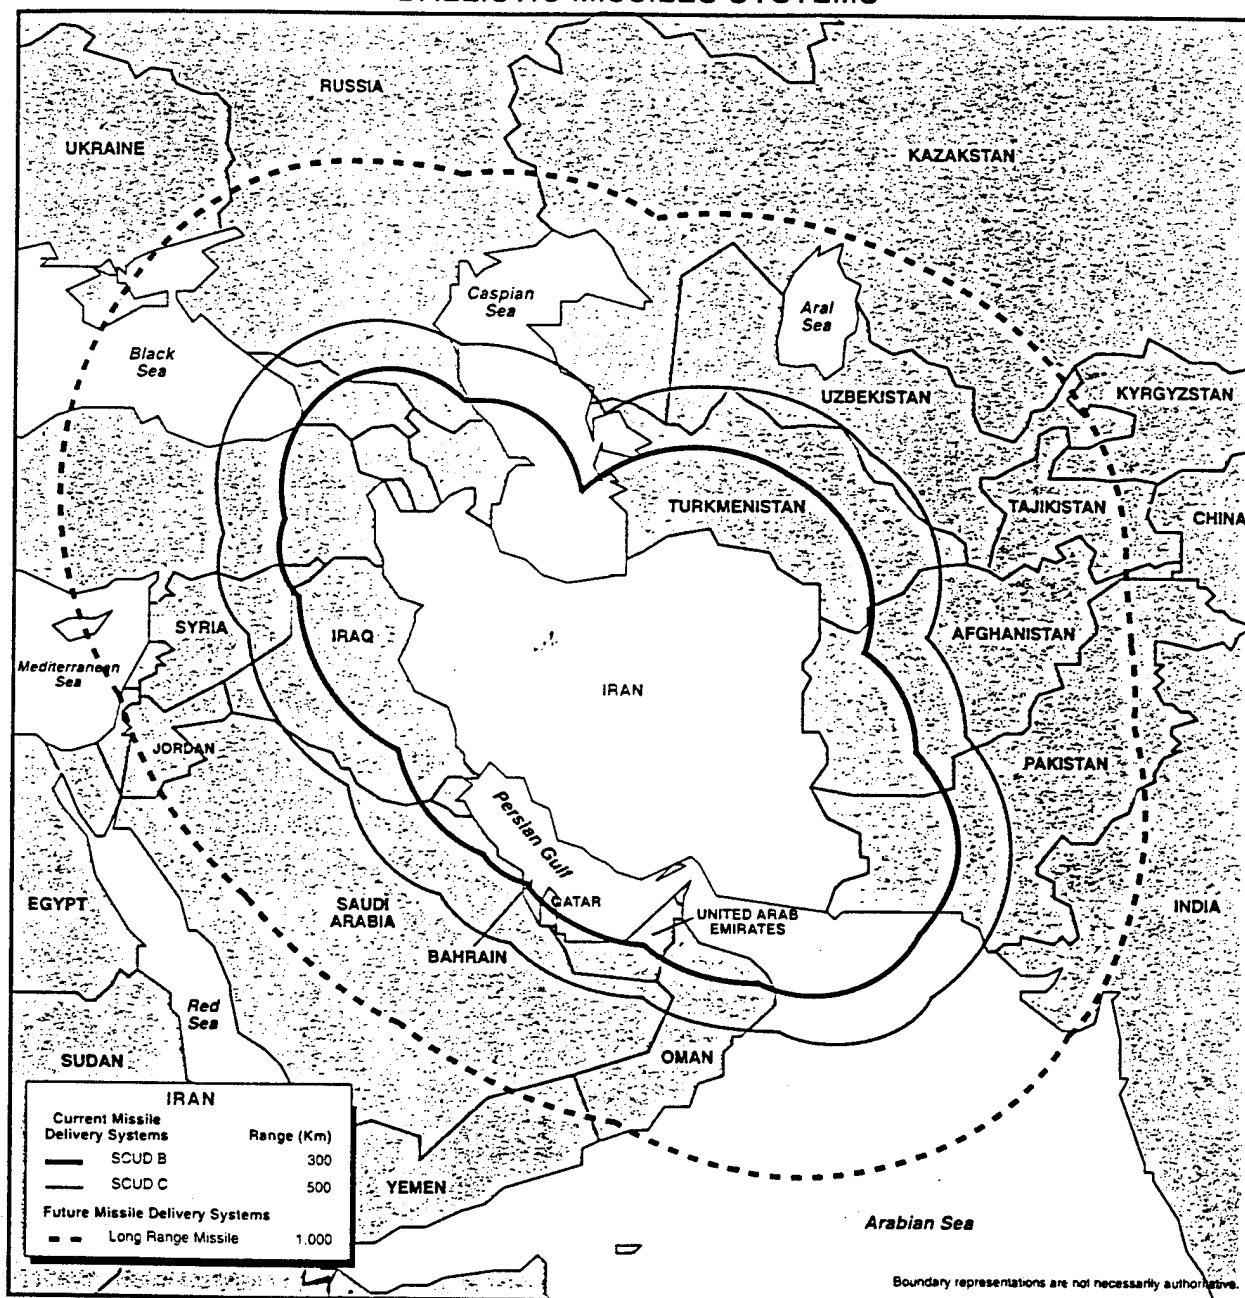 BALLISTIC MISSILES SYSTEMS
RUSSIA
UKRAINE
KAZAKSTAN
Caspian
Sea
Aral
Sea
Black
Sea
KYRGYZSTAN
UZBEKISTAN
TURKMENISTAN
TAJIKISTAN
CHINA
SYRIA
IRAQ
AFGHANISTAN
Mediterranean
Sea
IRAN
JORDAN
PAKISTAN
Persian Gulf
EGYPT
SAUDI
ARABIA
QATAR
UNITED ARAB
EMIRATES
INDIA
BAHRAIN
Red
Sea
SUDAN
OMAN
YEMEN
Arabian Sea
IRAN
Current Missile
Delivery Systems Range (Km)
SCUD B 300
SCUD C 500
Future Missile Delivery Systems
Long Range Missile 1.000
Boundary representations are not necessarily authoritative.